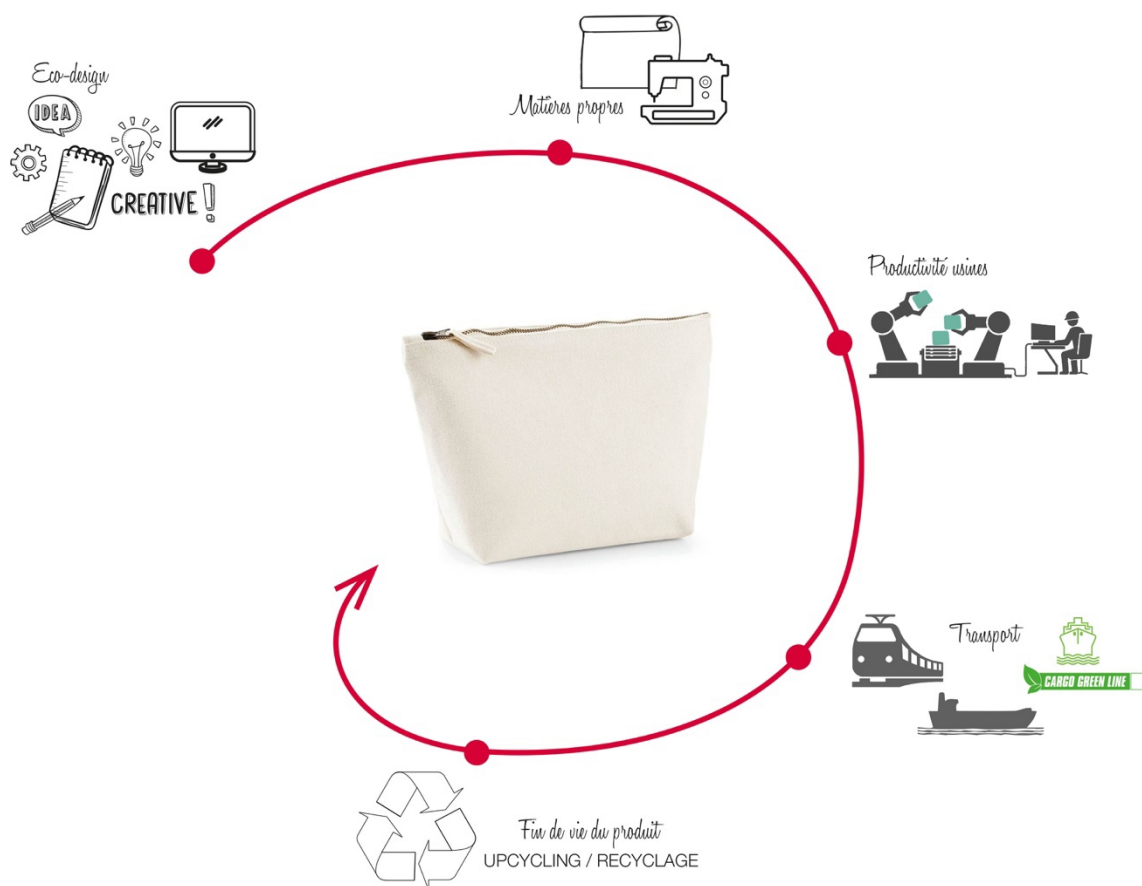 Eco-design
IDEA
CREATIVE!
Matières propres
Productivité usines
Transport
CARGO GREEN LINE
Fin de vie du produit
UPCYCLING / RECYCLAGE